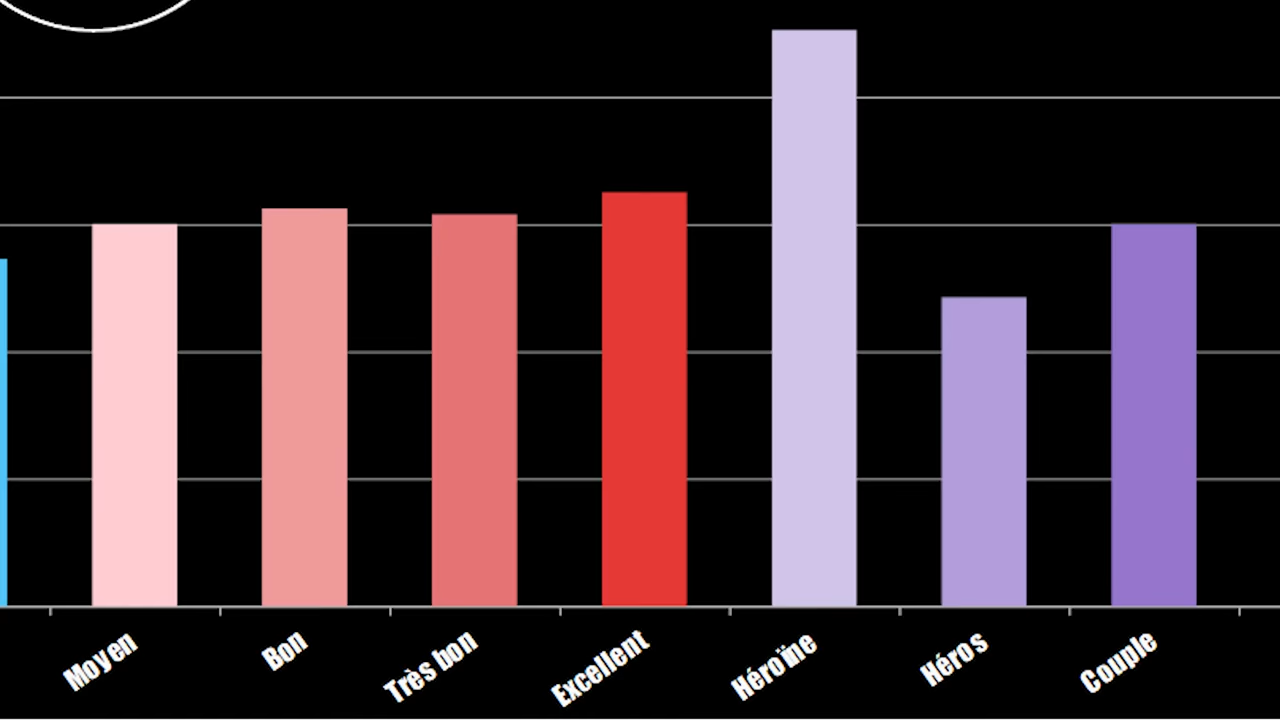 Moyen
Bon
Très bon
Excellent
Héroïne
Héros
Couple